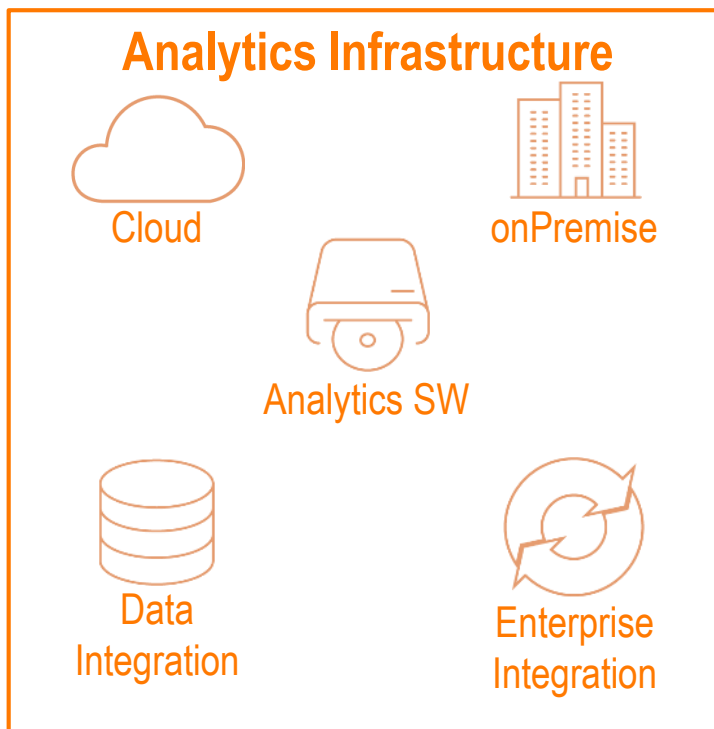 Analytics Infrastructure
Cloud
onPremise
Analytics SW
Data
Integration
Enterprise
Integration